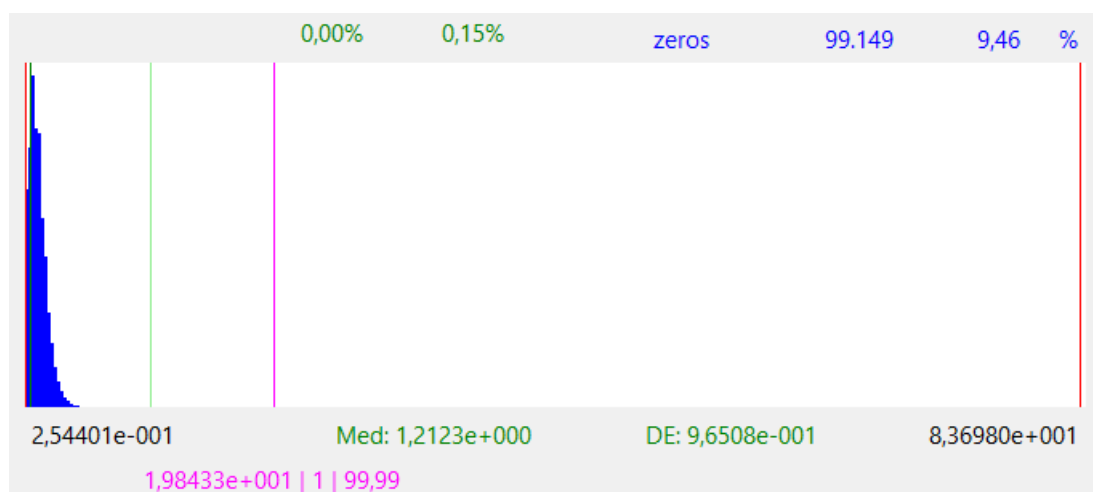 0,00% 0,15% zeros 99.149 9,46 %
2,54401e-001 Med: 1,2123e+000 DE: 9,6508e-001 8,36980e+001
1,98433e+001 | 1 | 99,99